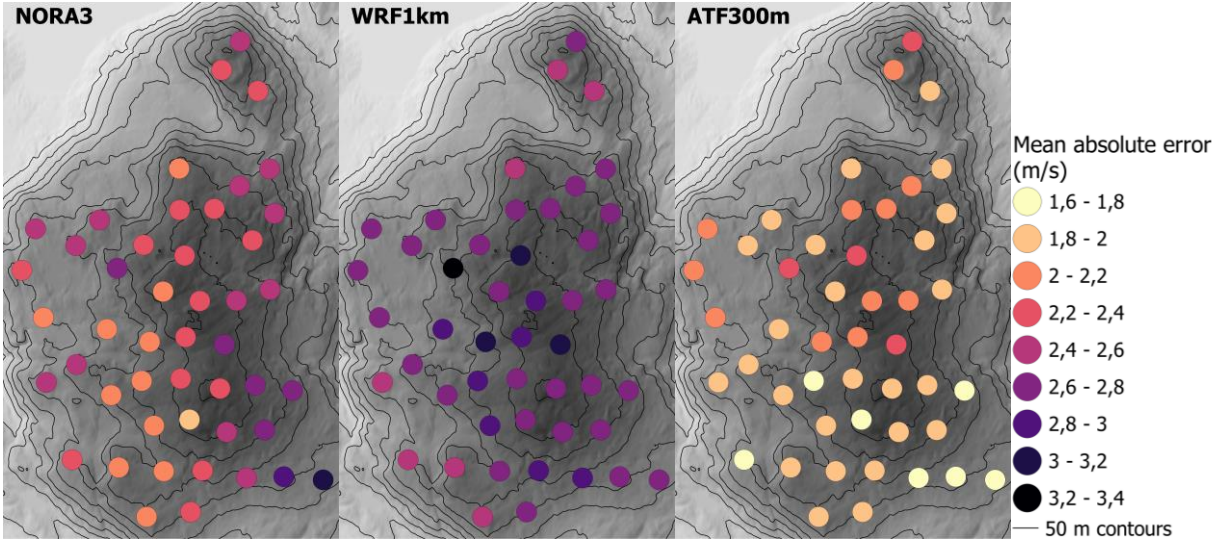 NORA3
WRF1km
ATF300m
Mean absolute error
(m/s)
1,6 - 1,8
1,8 - 2
2 - 2,2
2,2 - 2,4
2,4 - 2,6
2,6 - 2,8
2,8 - 3
3 - 3,2
3,2 - 3,4
50 m contours